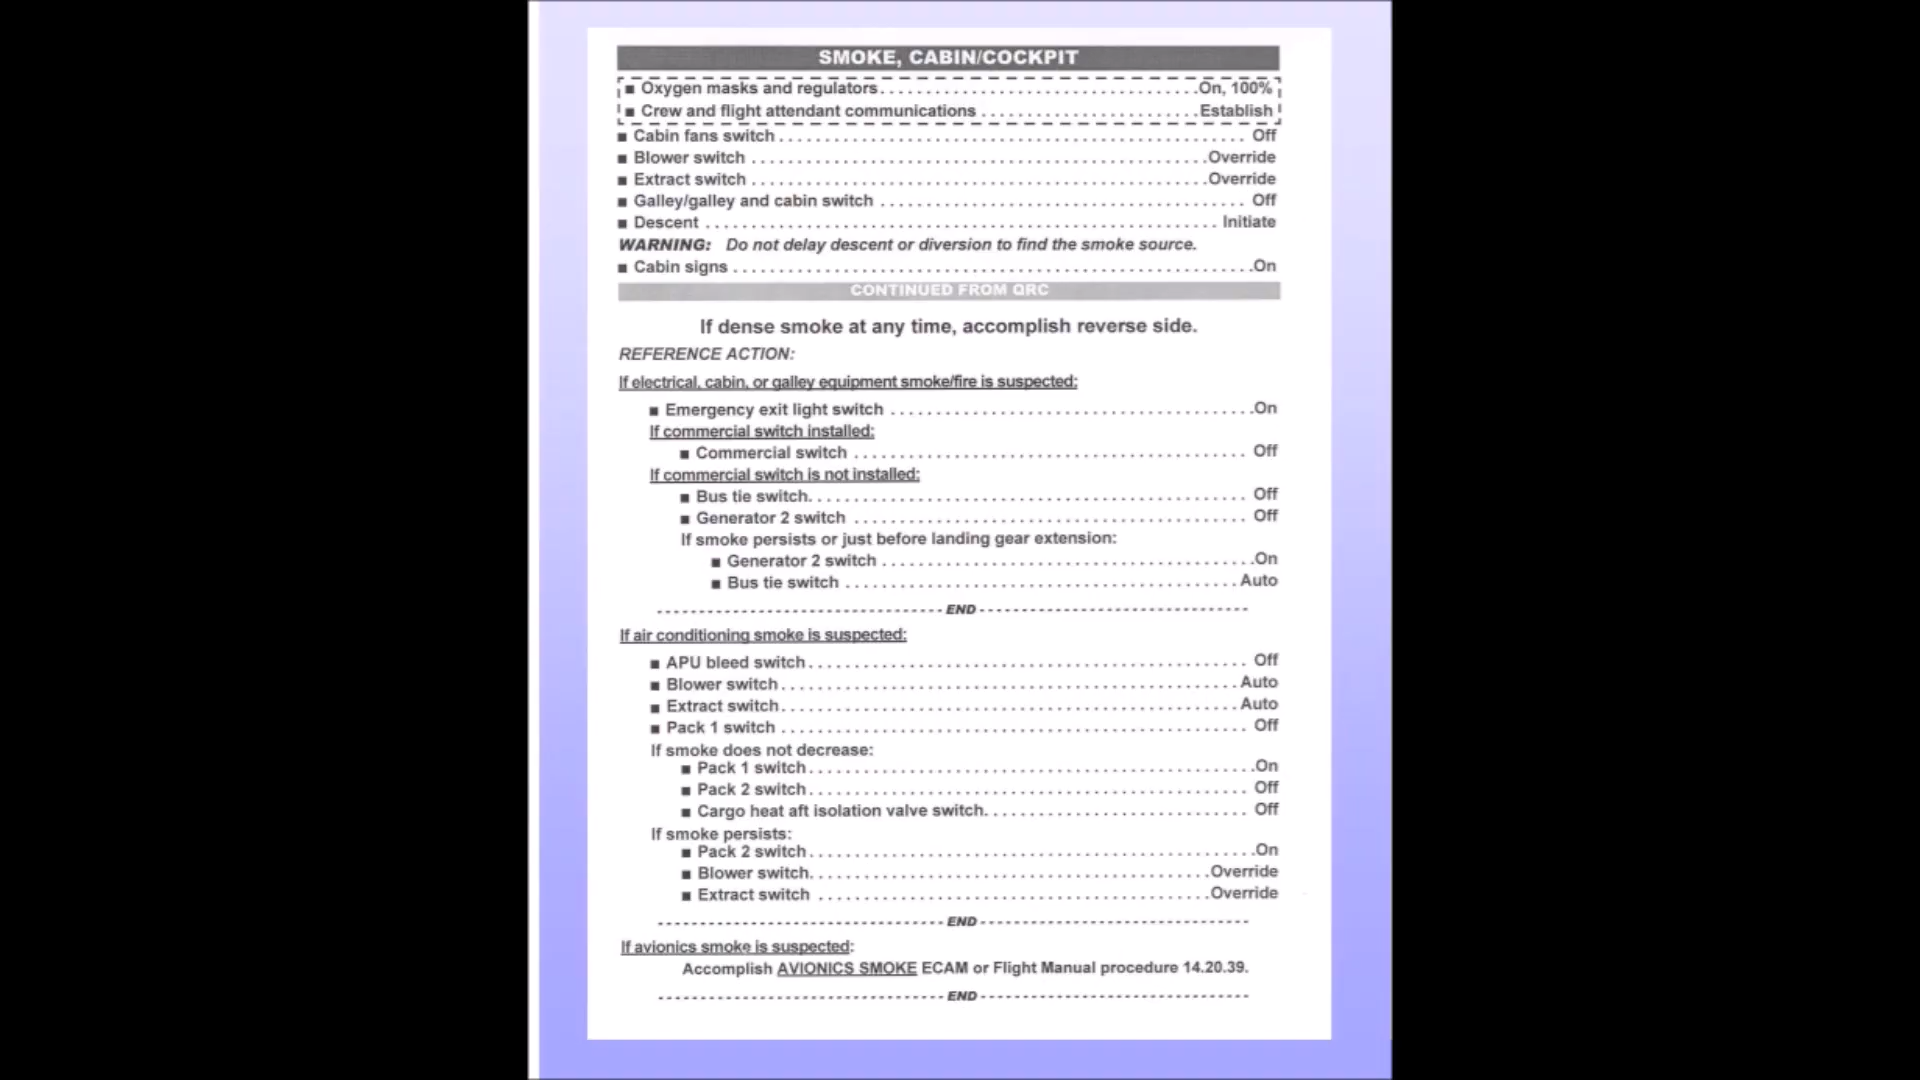 SMOKE, CABIN/COCKPIT
■ Oxygen masks and regulators . . . . . . . . . . On, 100%
■ Crew and flight attendant communications . . . . . . . . . . Establish
■ Cabin fans switch . . . . . . . . . . Off
■ Blower switch . . . . . . . . . . Override
■ Extract switch . . . . . . . . . . Override
■ Galley/galley and cabin switch . . . . . . . . . . Off
■ Descent . . . . . . . . . . Initiate
WARNING: Do not delay descent or diversion to find the smoke source.
■ Cabin signs . . . . . . . . . . On
CONTINUED FROM QRC
If dense smoke at any time, accomplish reverse side.
REFERENCE ACTION:
If electrical, cabin, or galley equipment smoke/fire is suspected:
■ Emergency exit light switch . . . . . . . . . . On
If commercial switch installed:
■ Commercial switch . . . . . . . . . . Off
If commercial switch is not installed:
■ Bus tie switch . . . . . . . . . . Off
■ Generator 2 switch . . . . . . . . . . Off
If smoke persists or just before landing gear extension:
■ Generator 2 switch . . . . . . . . . . On
■ Bus tie switch . . . . . . . . . . Auto
END
If air conditioning smoke is suspected:
■ APU bleed switch . . . . . . . . . . Off
■ Blower switch . . . . . . . . . . Auto
■ Extract switch . . . . . . . . . . Auto
■ Pack 1 switch . . . . . . . . . . Off
If smoke does not decrease:
■ Pack 1 switch . . . . . . . . . . On
■ Pack 2 switch . . . . . . . . . . Off
■ Cargo heat aft isolation valve switch . . . . . . . . . . Off
If smoke persists:
■ Pack 2 switch . . . . . . . . . . On
■ Blower switch . . . . . . . . . . Override
■ Extract switch . . . . . . . . . . Override
END
If avionics smoke is suspected:
Accomplish AVIONICS SMOKE ECAM or Flight Manual procedure 14.20.39.
END